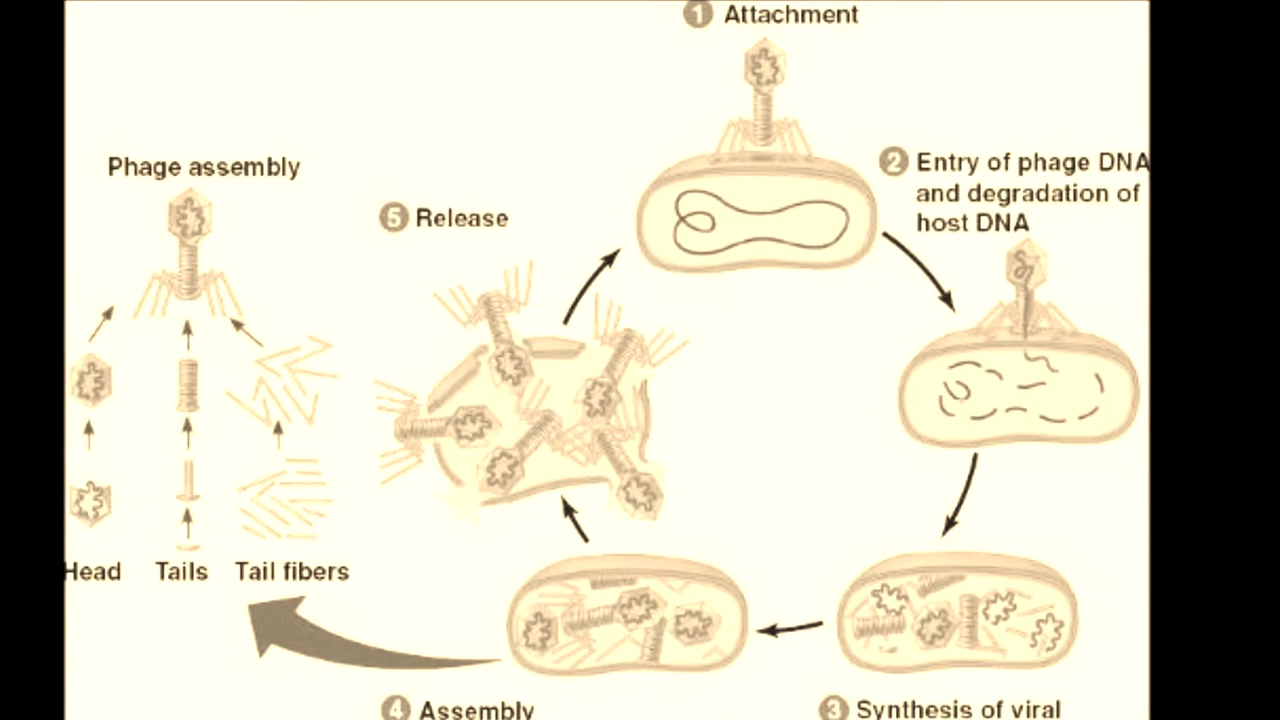 1 Attachment
Phage assembly
2 Entry of phage DNA
and degradation of
host DNA
5 Release
Head Tails Tail fibers
4 Assembly
3 Synthesis of viral